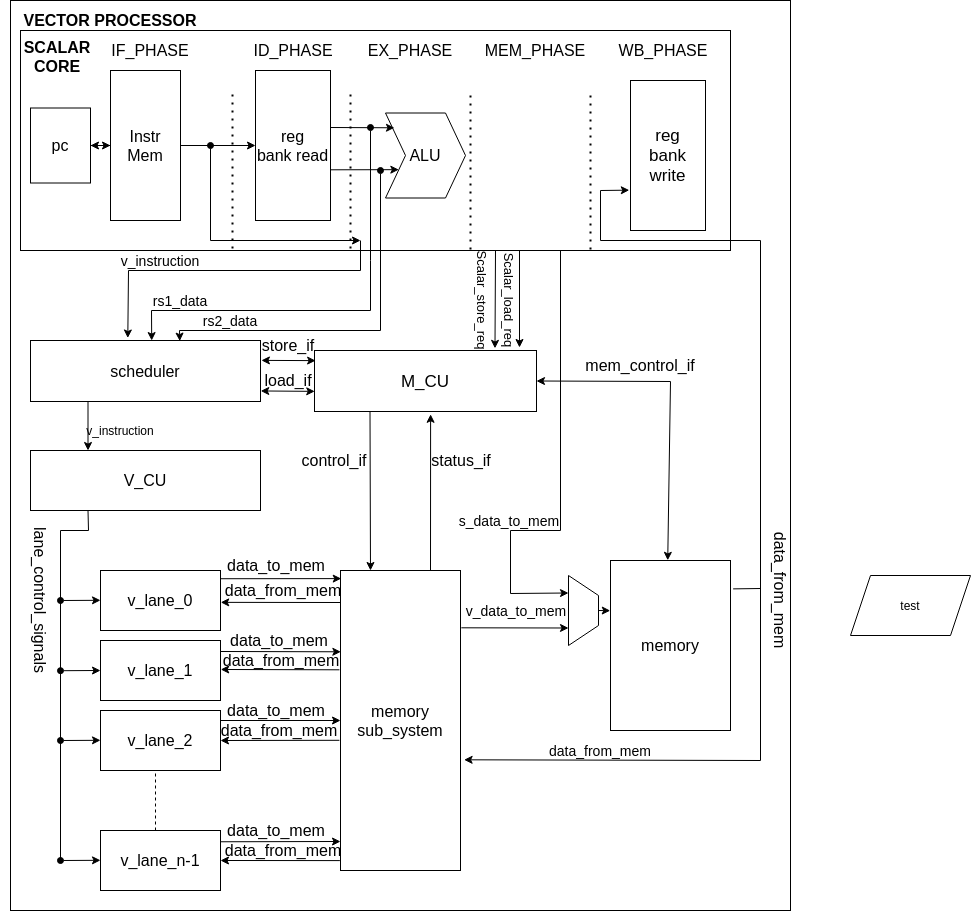 VECTOR PROCESSOR
SCALAR
CORE
IF_PHASE
ID_PHASE
EX_PHASE
MEM_PHASE
WB_PHASE
pc
Instr
Mem
reg
bank read
ALU
reg
bank
write
v_instruction
rs1_data
rs2_data
Scalar_store_req
Scalar_load_req
scheduler
store_if
load_if
M_CU
mem_control_if
v_instruction
V_CU
control_if
status_if
s_data_to_mem
lane_control_signals
data_from_mem
v_lane_0
data_to_mem
data_from_mem
v_data_to_mem
memory
test
v_lane_1
data_to_mem
data_from_mem
v_lane_2
data_to_mem
data_from_mem
memory
sub_system
data_from_mem
v_lane_n-1
data_to_mem
data_from_mem